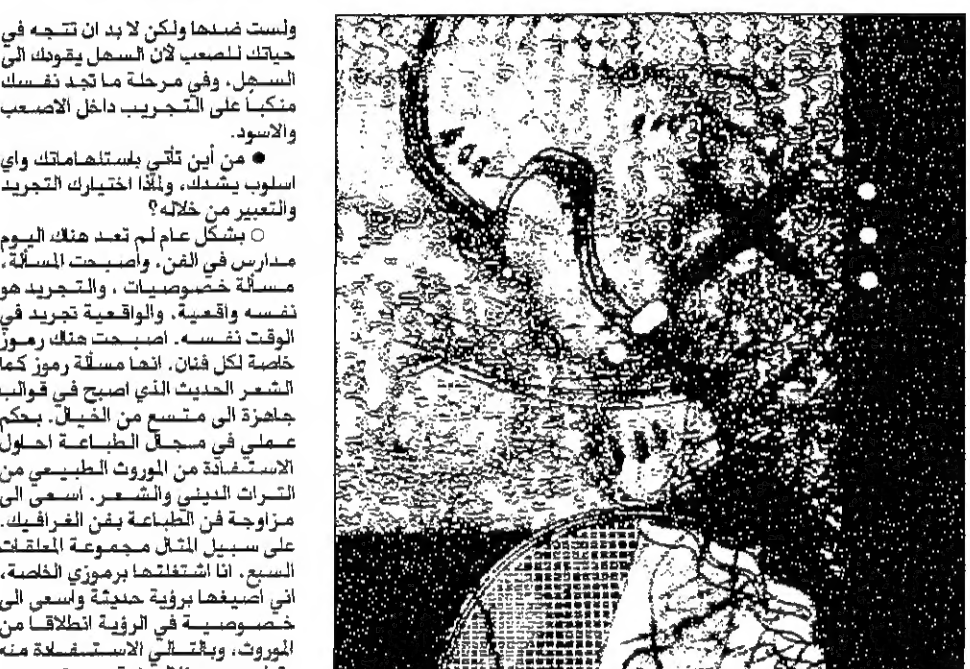 ولست ضدها ولكن لا بد ان تتجه في
حياتك للصعب لأن السهل يقودك الى
السهل، وفي مرحلة ما تجد نفسك
منكباً على التجريب داخل الاصعب
والاسود.
● من أين تأتي باستلهاماتك واي
اسلوب يشدك، ولماذا اختيارك التجريد
والتعبير من خلاله؟
○ بشكل عام لم تعد هناك اليوم
مدارس في الفن، وأصبحت المسألة،
مسألة خصوصيات ، والتجريد هو
نفسه واقعية، والواقعية تجريد في
الوقت نفسه. اصبحت هناك رموز
خاصة لكل فنان، انها مسألة رموز كما
الشعر الحديث الذي اصبح في قوالب
جاهزة الى متسع من الخيال. بحكم
عملي في مجال الطباعة احاول
الاستفادة من الموروث الطبيعي من
التراث الديني والشعر. اسعى الى
مزاوجة فن الطباعة بفن الغرافيك.
على سبيل المثال مجموعة المعلقات
السبع، انا اشتغلتها برموزي الخاصة،
اني أصيغها برؤية حديثة واسعى الى
خصوصية في الرؤية انطلاقا من
الموروث، وبالتالي الاستفادة منه